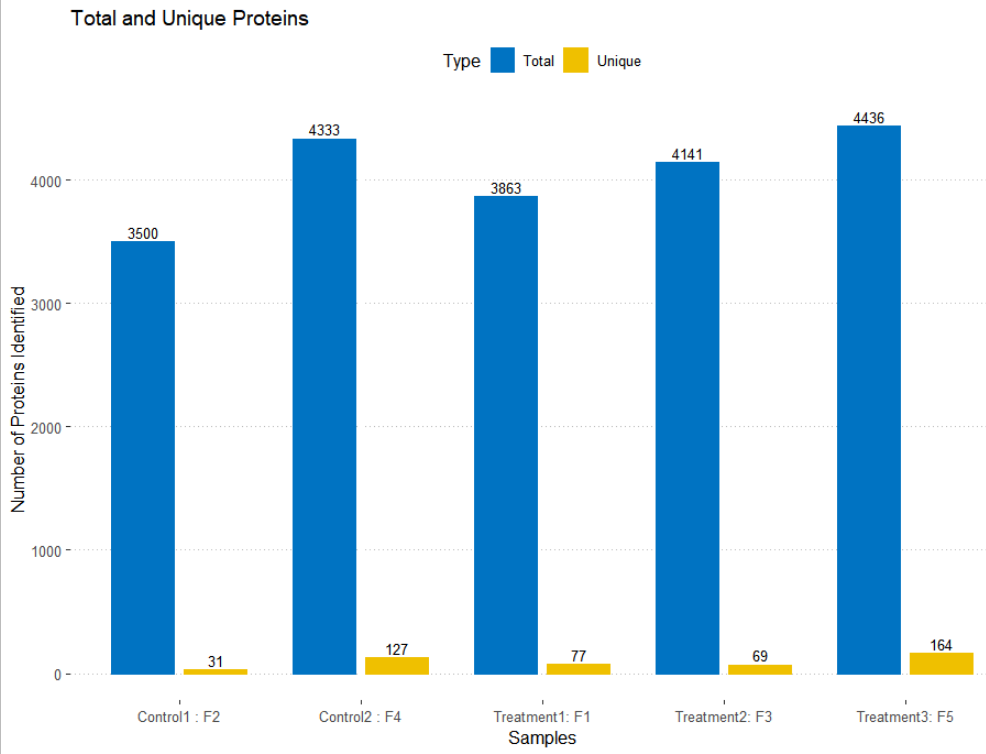 Total and Unique Proteins
Type Total Unique
Number of Proteins Identified
4000
3000
2000
1000
0
3500
31
4333
127
3863
77
4141
69
4436
164
Control1 : F2
Control2 : F4
Treatment1: F1
Treatment2: F3
Treatment3: F5
Samples